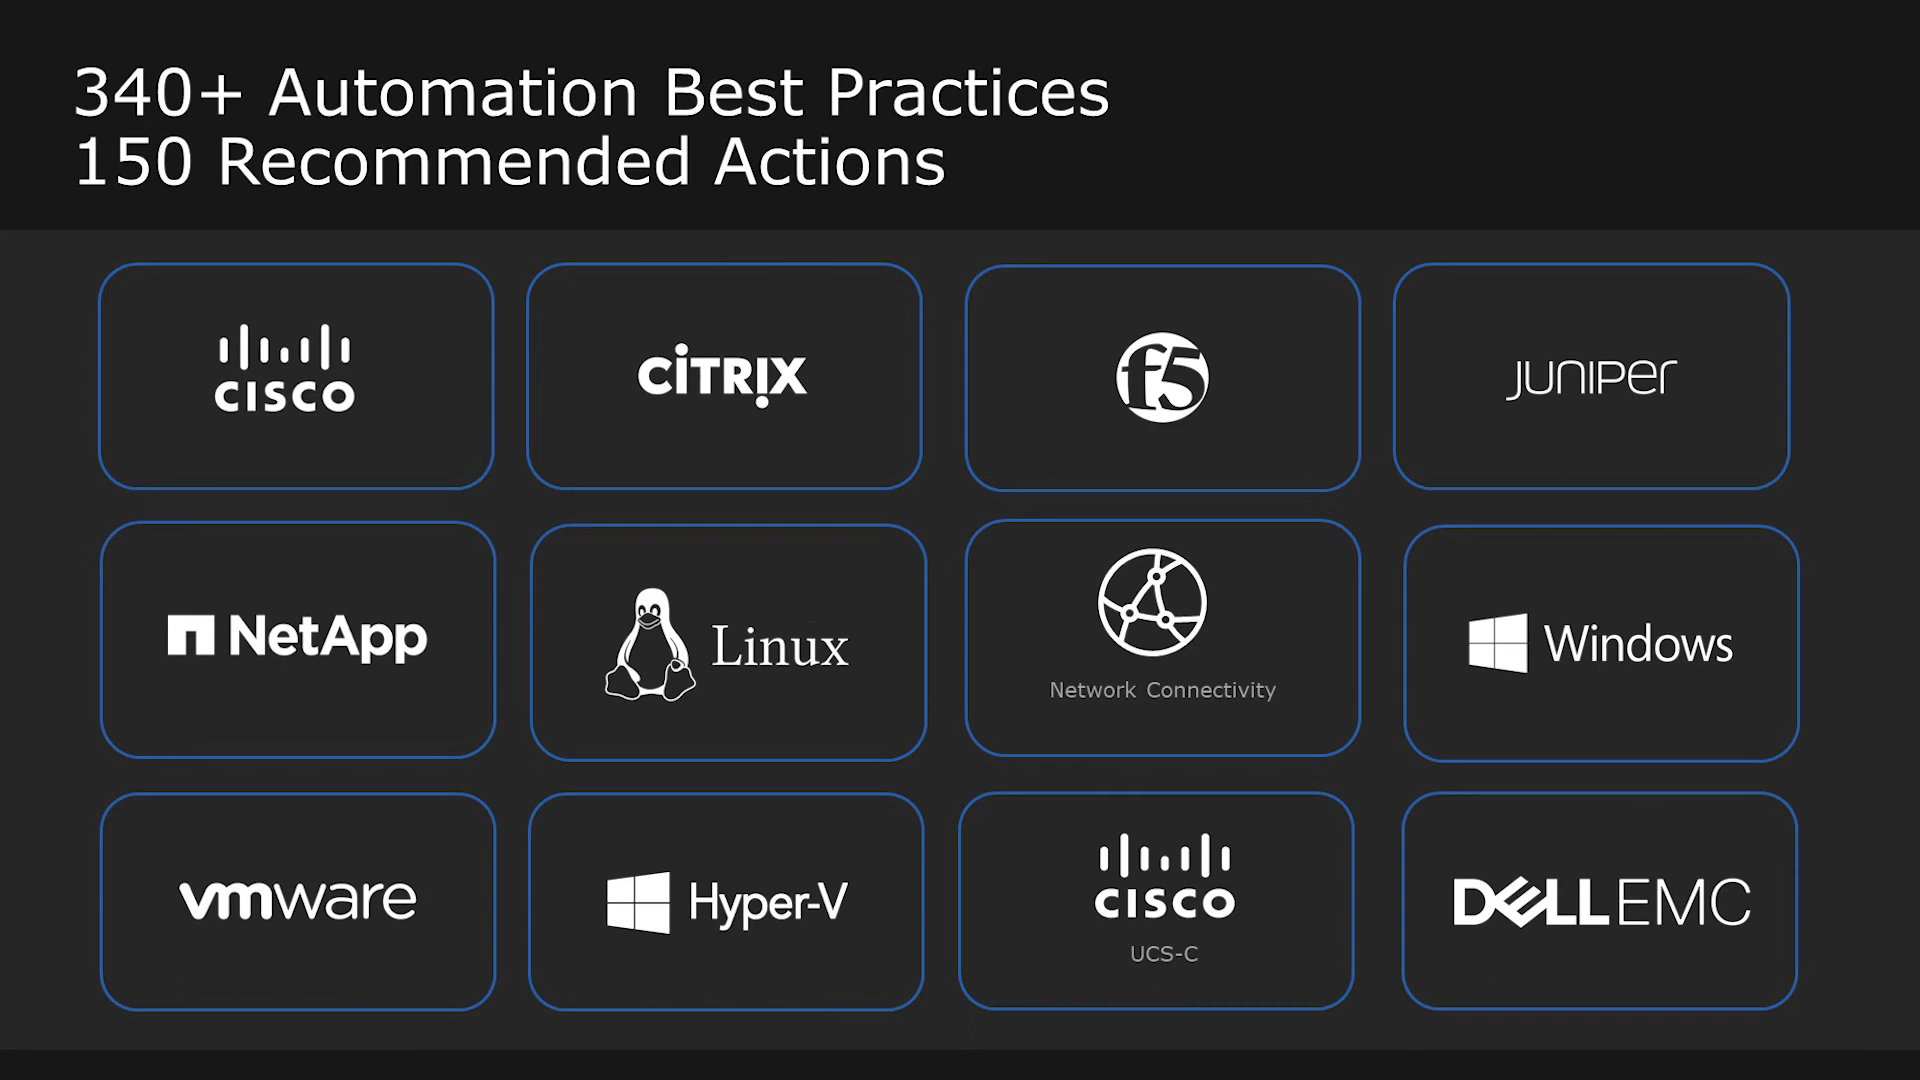 340+ Automation Best Practices
150 Recommended Actions
CISCO
CITRIX
f5
JUNIPER
NetApp
Linux
Network Connectivity
Windows
vmware
Hyper-V
CISCO
UCS-C
DELL EMC